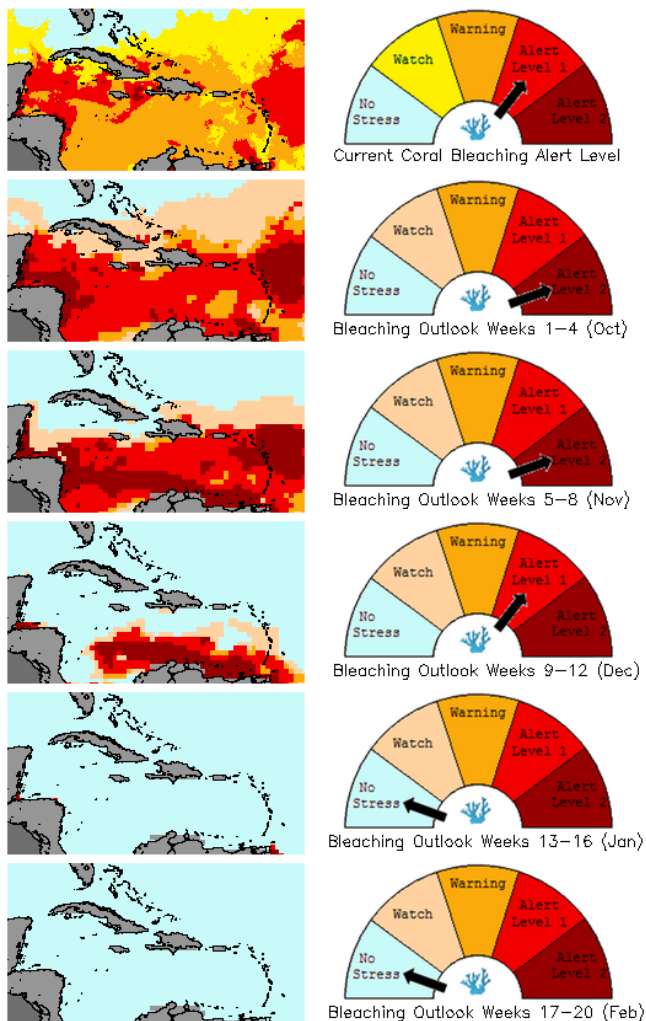 Warning
Watch
Alert
Level 1
No
Stress
Alert
Level 2
Current Coral Bleaching Alert Level
Warning
Watch
Alert
Level 1
No
Stress
Alert
Level 2
Bleaching Outlook Weeks 1-4 (Oct)
Warning
Watch
Alert
Level 1
No
Stress
Alert
Level 2
Bleaching Outlook Weeks 5-8 (Nov)
Warning
Watch
Alert
Level 1
No
Stress
Alert
Level 2
Bleaching Outlook Weeks 9-12 (Dec)
Warning
Watch
Alert
Level 1
No
Stress
Alert
Level 2
Bleaching Outlook Weeks 13-16 (Jan)
Warning
Watch
Alert
Level 1
No
Stress
Alert
Level 2
Bleaching Outlook Weeks 17-20 (Feb)